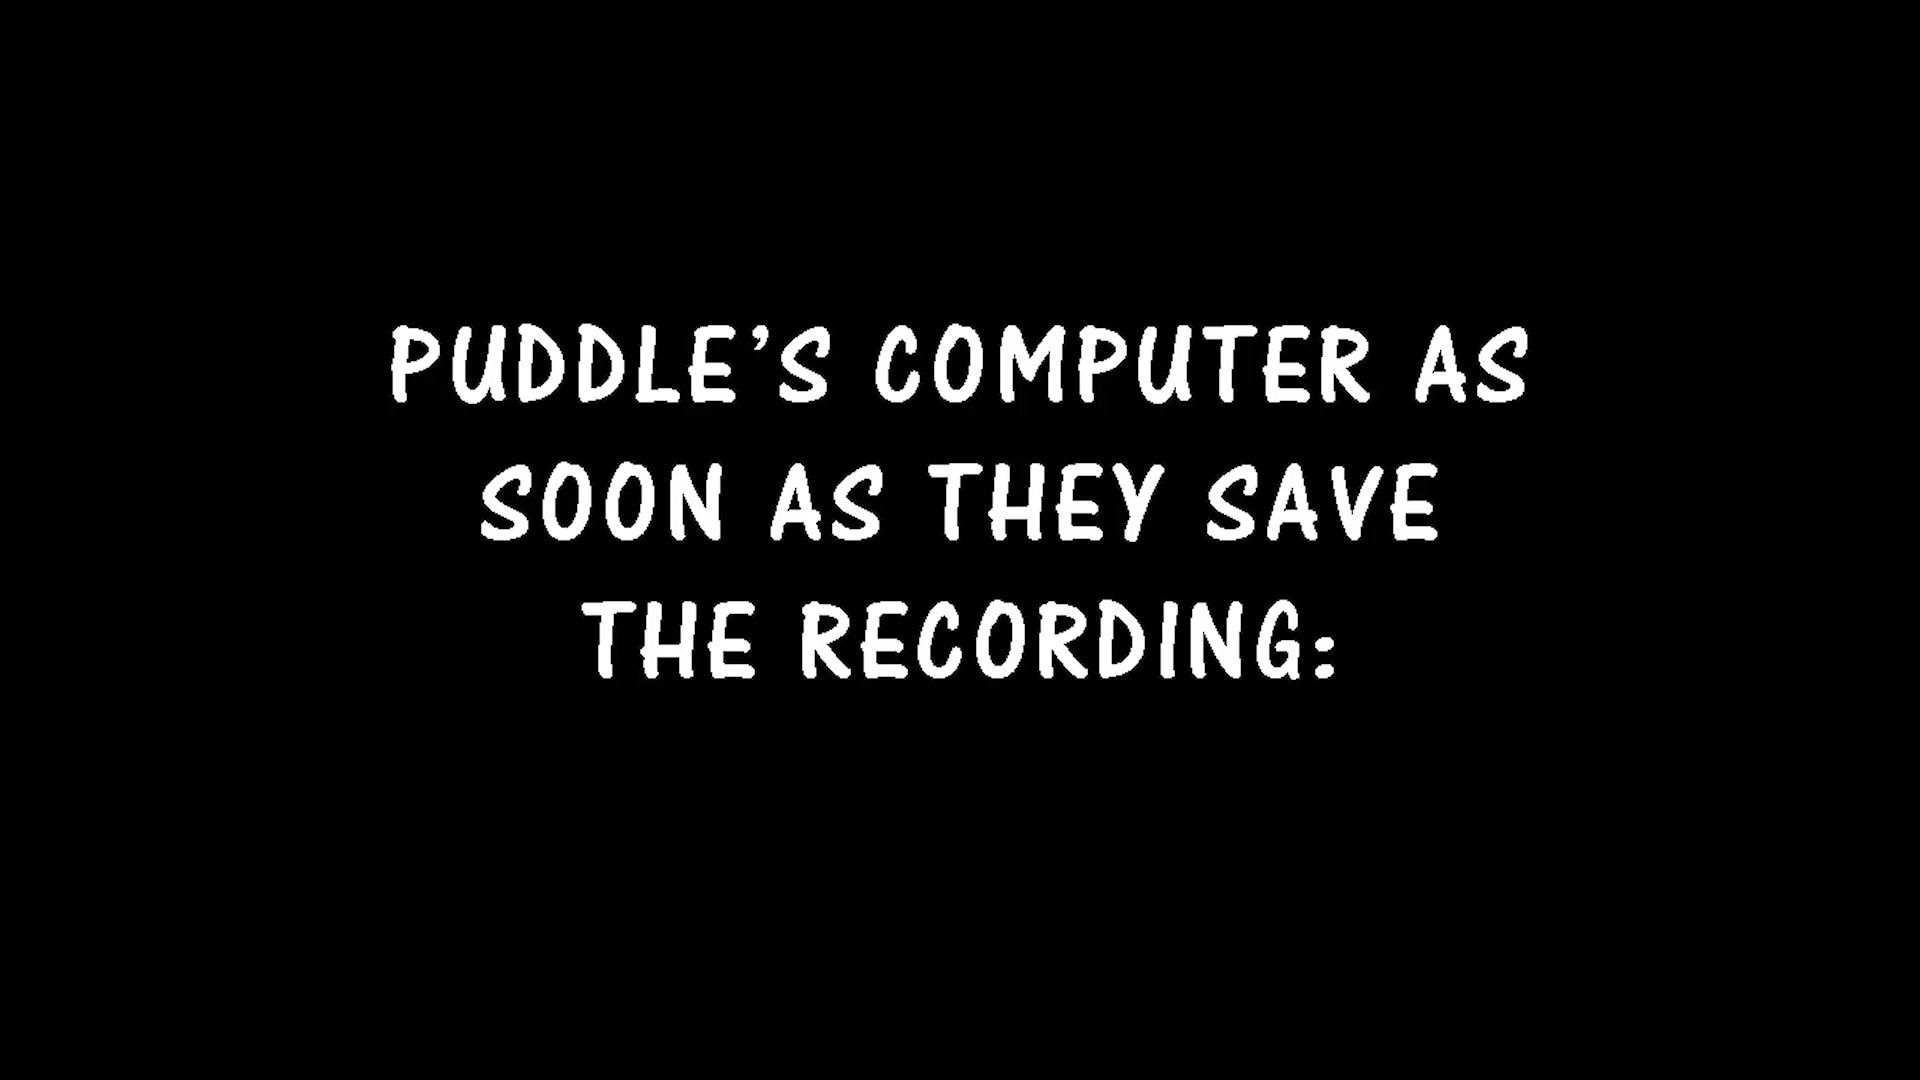 PUDDLE'S COMPUTER AS
SOON AS THEY SAVE
THE RECORDING: